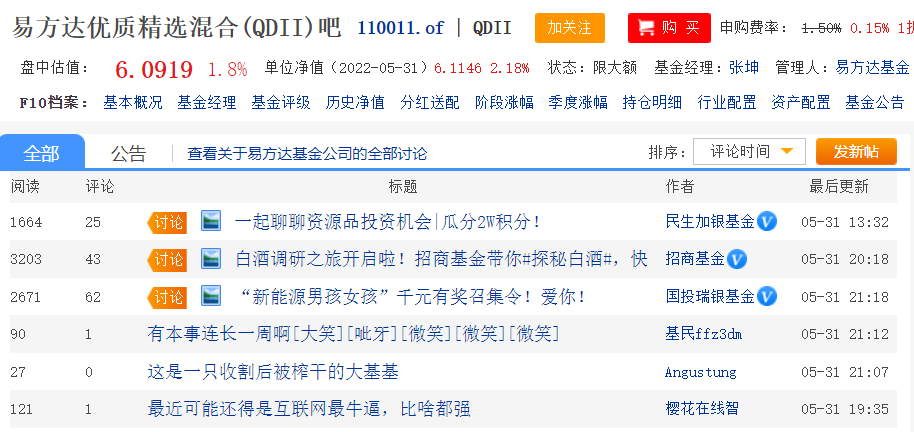 易方达优质精选混合(QDII)吧 110011.of | QDII 加关注 购 买 申购费率： 1.50% 0.15% 1
盘中估值： 6.0919 1.8% 单位净值（2022-05-31）6.1146 2.18% 状态：限大额 基金经理：张坤 管理人：易方达基金
F10档案： 基本概况 基金经理 基金评级 历史净值 分红送配 阶段涨幅 季度涨幅 持仓明细 行业配置 资产配置 基金公告
全部 公告 查看关于易方达基金公司的全部讨论 排序： 评论时间 发新帖
阅读 评论 标题 作者 最后更新
1664 25 讨论 一起聊聊资源品投资机会|瓜分2W积分！ 民生加银基金 V 05-31 13:32
3203 43 讨论 白酒调研之旅开启啦！招商基金带你#探秘白酒#，快 招商基金 V 05-31 20:18
2671 62 讨论 “新能源男孩女孩”千元有奖召集令！爱你！ 国投瑞银基金 V 05-31 21:18
90 1 有本事连长一周啊[大笑][呲牙][微笑][微笑][微笑] 基民ffz3dm 05-31 21:12
27 0 这是一只收割后被榨干的大基基 Angustung 05-31 21:07
121 1 最近可能还得是互联网最牛逼，比啥都强 樱花在线智 05-31 19:35